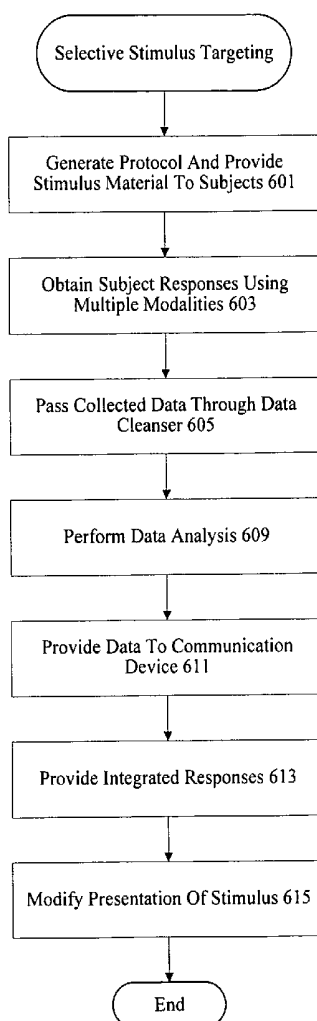 Selective Stimulus Targeting
Generate Protocol And Provide
Stimulus Material To Subjects 601
Obtain Subject Responses Using
Multiple Modalities 603
Pass Collected Data Through Data
Cleanser 605
Perform Data Analysis 609
Provide Data To Communication
Device 611
Provide Integrated Responses 613
Modify Presentation Of Stimulus 615
End